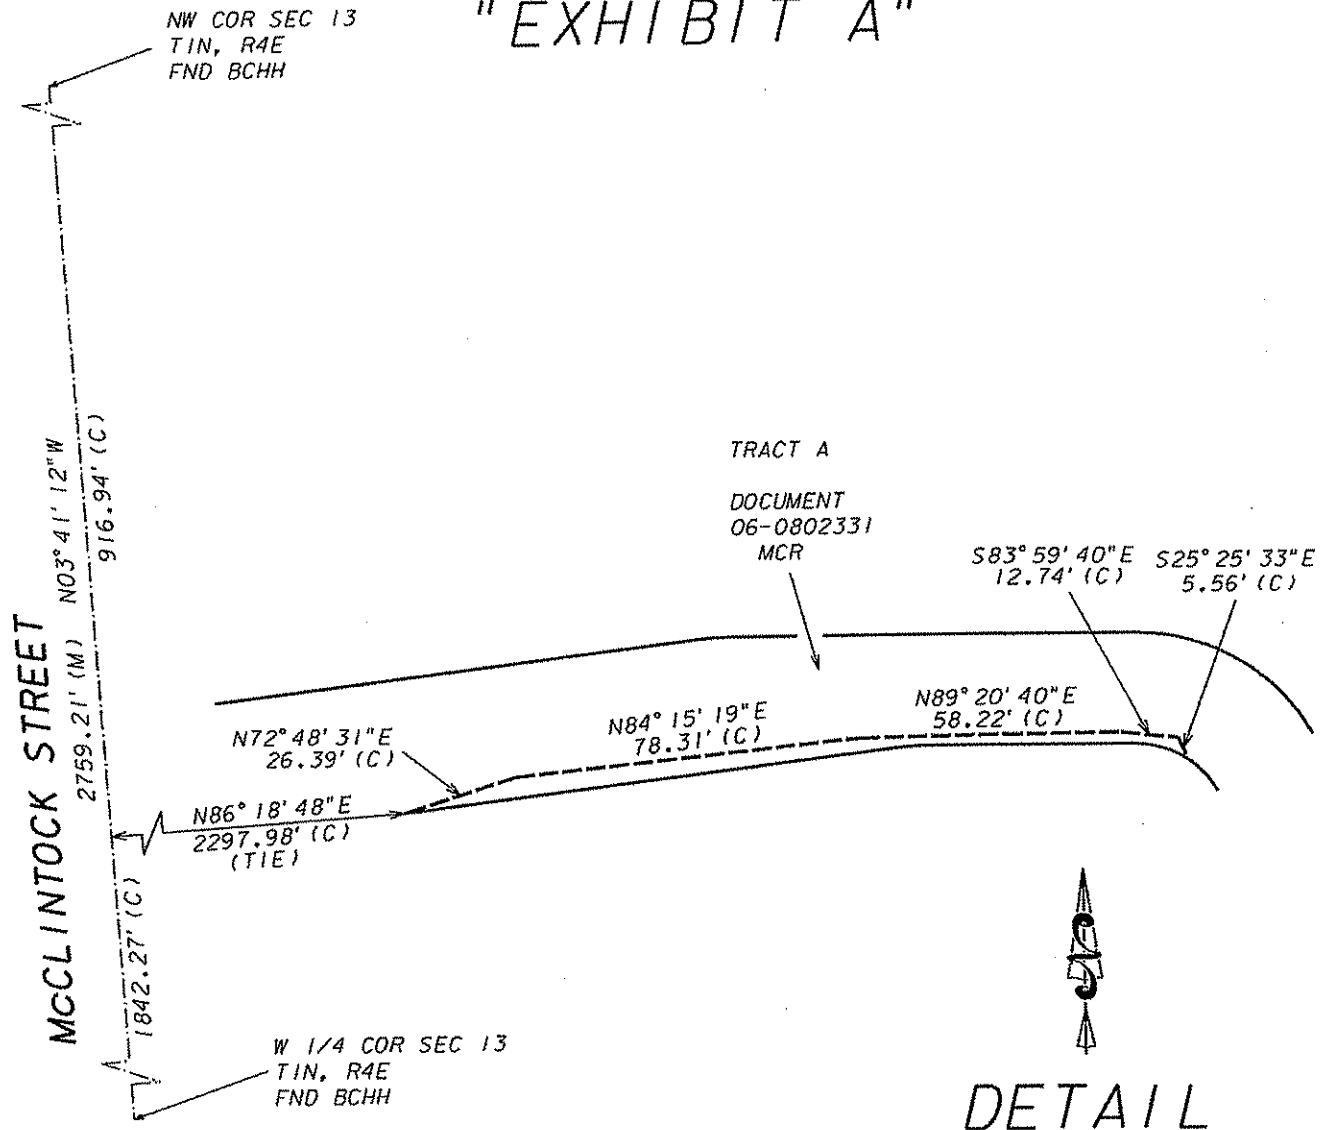 "EXHIBIT A"
NW COR SEC 13
T1N, R4E
FND BCHH
McCLINTOCK STREET
2759.21' (M) N03°41'12"W
916.94' (C)
1842.27' (C)
TRACT A
DOCUMENT
06-0802331
MCR
S83°59'40"E
12.74' (C)
S25°25'33"E
5.56' (C)
N72°48'31"E
26.39' (C)
N84°15'19"E
78.31' (C)
N89°20'40"E
58.22' (C)
N86°18'48"E
2297.98' (C)
(TIE)
W 1/4 COR SEC 13
T1N, R4E
FND BCHH
DETAIL